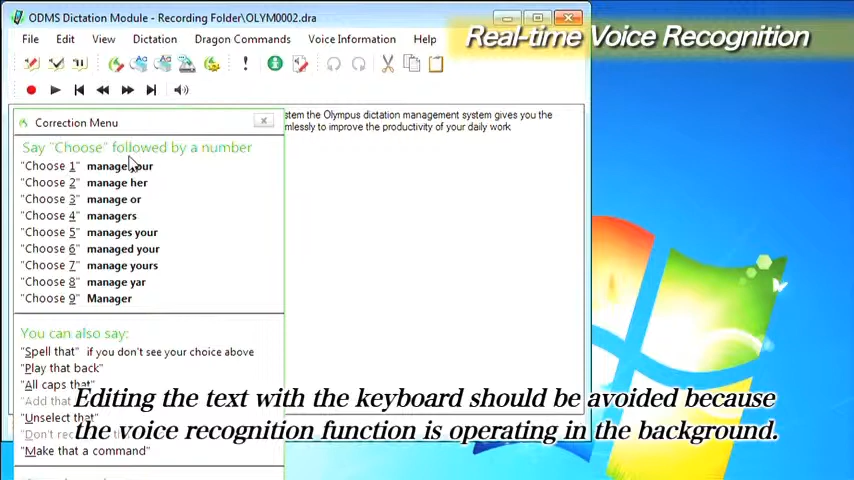 ODMS Dictation Module - Recording Folder\OLYM0002.dra
Real-time Voice Recognition
File Edit View Dictation Dragon Commands Voice Information Help
stem the Olympus dictation management system gives you the
mlessly to improve the productivity of your daily work
Correction Menu
Say "Choose" followed by a number
"Choose 1" manage your
"Choose 2" manage her
"Choose 3" manage or
"Choose 4" managers
"Choose 5" manages your
"Choose 6" managed your
"Choose 7" manage yours
"Choose 8" manage yar
"Choose 9" Manager
You can also say:
"Spell that" if you don't see your choice above
"Play that back"
"All caps that"
"Add that
"Unselect that"
"Don't rec
"Make that a command"
Editing the text with the keyboard should be avoided because
the voice recognition function is operating in the background.